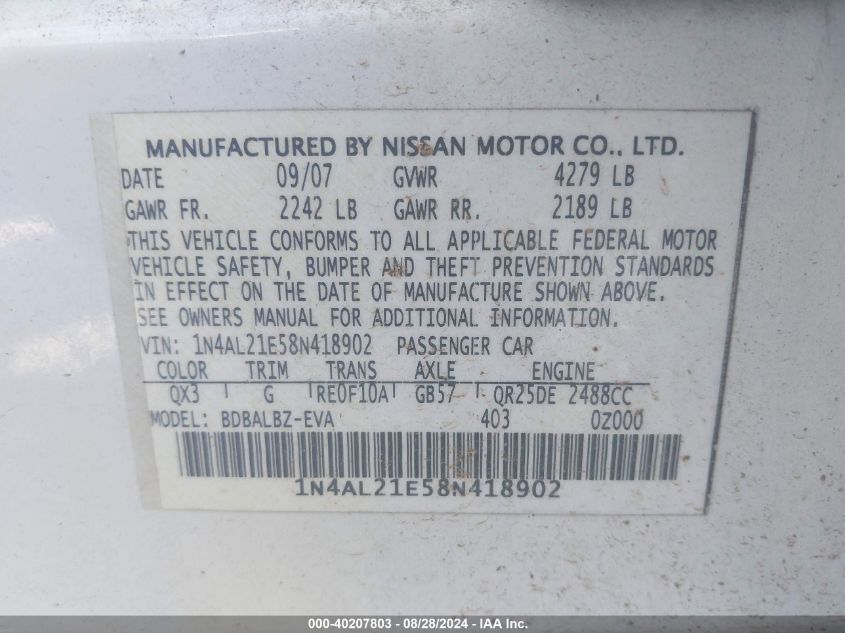 MANUFACTURED BY NISSAN MOTOR CO., LTD.
DATE 09/07 GVWR 4279 LB
GAWR FR. 2242 LB GAWR RR. 2189 LB
THIS VEHICLE CONFORMS TO ALL APPLICABLE FEDERAL MOTOR
VEHICLE SAFETY, BUMPER AND THEFT PREVENTION STANDARDS
IN EFFECT ON THE DATE OF MANUFACTURE SHOWN ABOVE.
SEE OWNERS MANUAL FOR ADDITIONAL INFORMATION.
VIN: 1N4AL21E58N418902 PASSENGER CAR
COLOR TRIM TRANS AXLE ENGINE
QX3 G RE0F10A GB57 QR25DE 2488CC
MODEL: BDBALBZ-EVA 403 0Z000
1N4AL21E58N418902
000-40207803 - 08/28/2024 - IAA Inc.